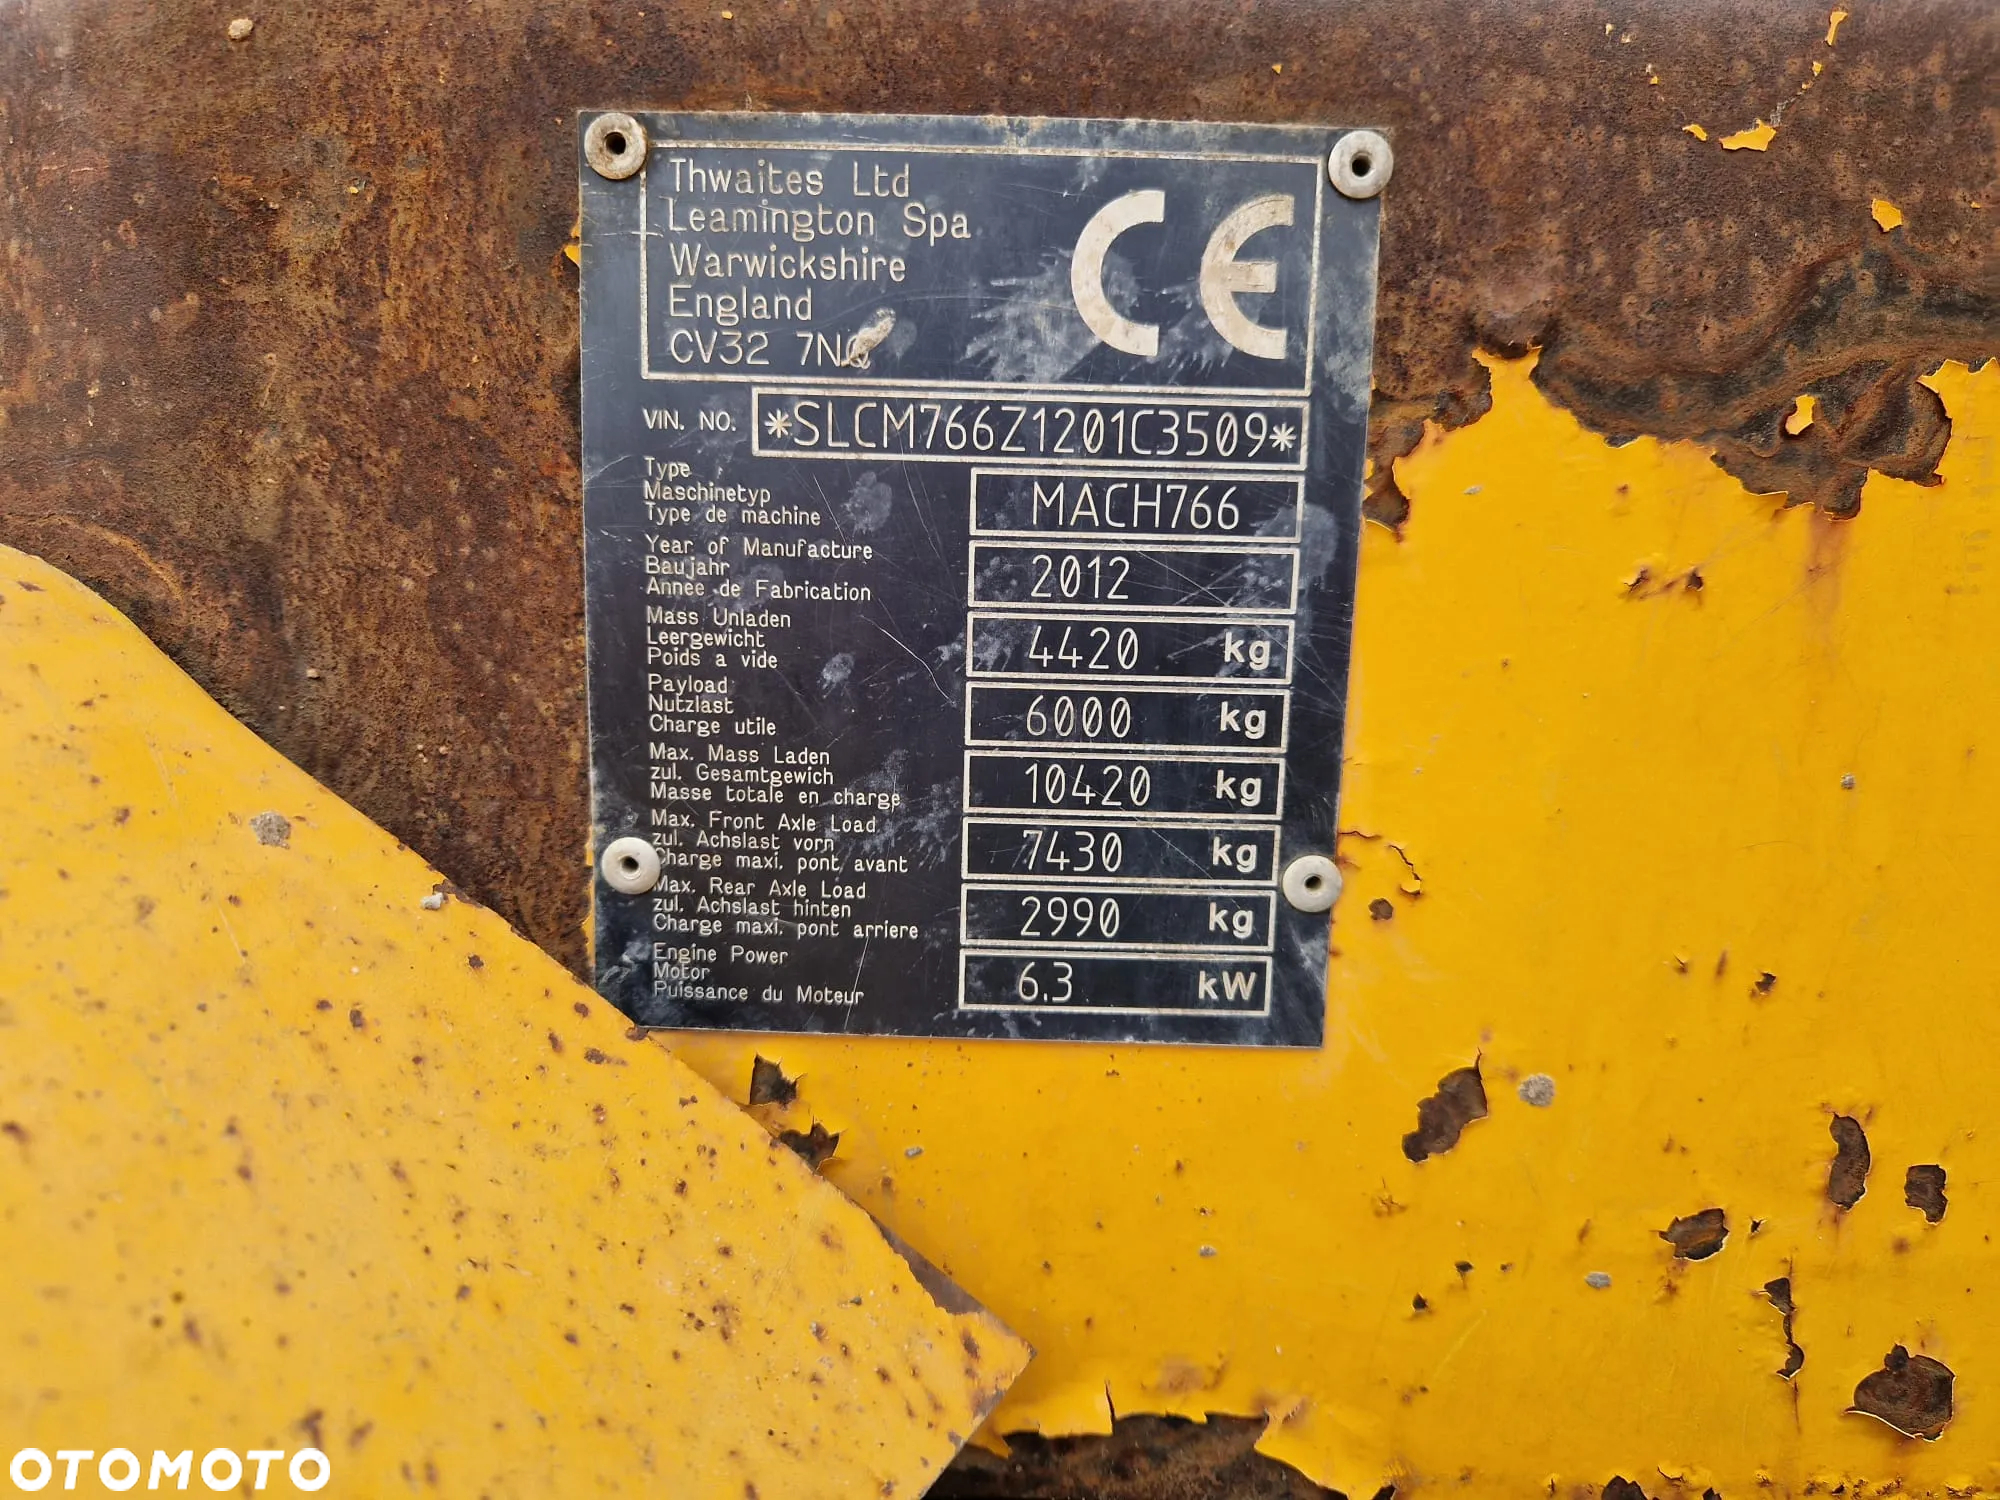 Thwaites Ltd
Leamington Spa
Warwickshire
England
CV32 7NQ
CE
VIN. NO. *SLCM766Z1201C3509*
Type
Maschinetyp
Type de machine
MACH766
Year of Manufacture
Baujahr
Année de Fabrication
2012
Mass Unladen
Leergewicht
Poids a vide
4420 kg
Payload
Nutzlast
Charge utile
6000 kg
Max. Mass Laden
zul. Gesamtgewich
Masse totale en charge
10420 kg
Max. Front Axle Load
zul. Achslast vorn
Charge maxi. pont avant
7430 kg
Max. Rear Axle Load
zul. Achslast hinten
Charge maxi. pont arriere
2990 kg
Engine Power
Motor
Puissance du Moteur
6.3 kW
OTOMOTO